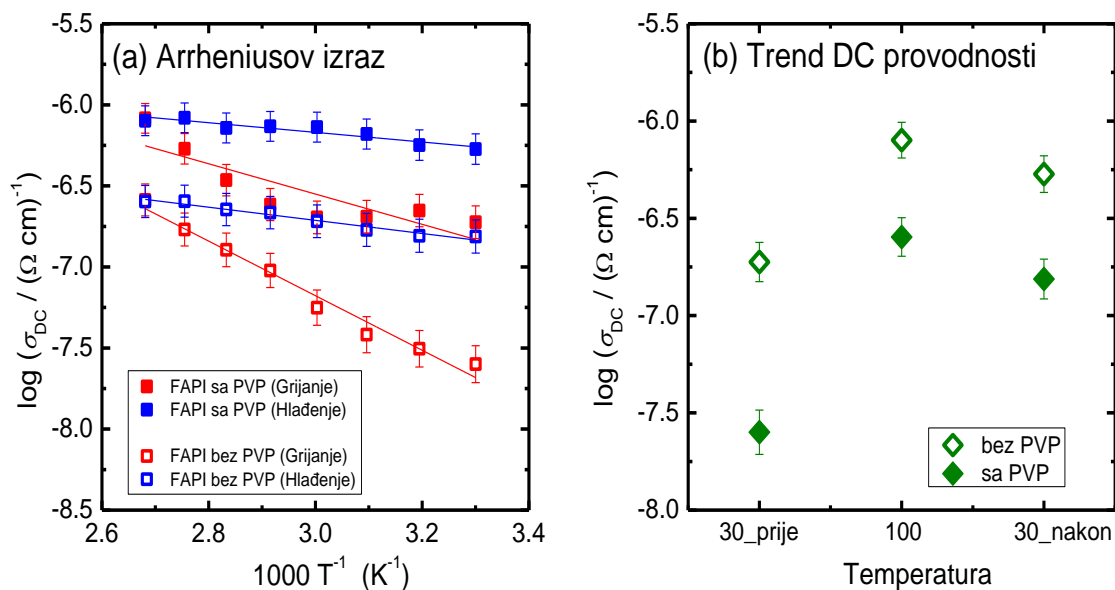 (a) Arrheniusov izraz
log (σDC / (Ω cm)-1)
-5.5
-6.0
-6.5
-7.0
-7.5
-8.0
-8.5
FAPI sa PVP (Grijanje)
FAPI sa PVP (Hlađenje)
FAPI bez PVP (Grijanje)
FAPI bez PVP (Hlađenje)
2.6 2.8 3.0 3.2 3.4
1000 T-1 (K-1)
(b) Trend DC provodnosti
log (σDC / (Ω cm)-1)
-5.5
-6.0
-6.5
-7.0
-7.5
-8.0
bez PVP
sa PVP
30_prije 100 30_nakon
Temperatura